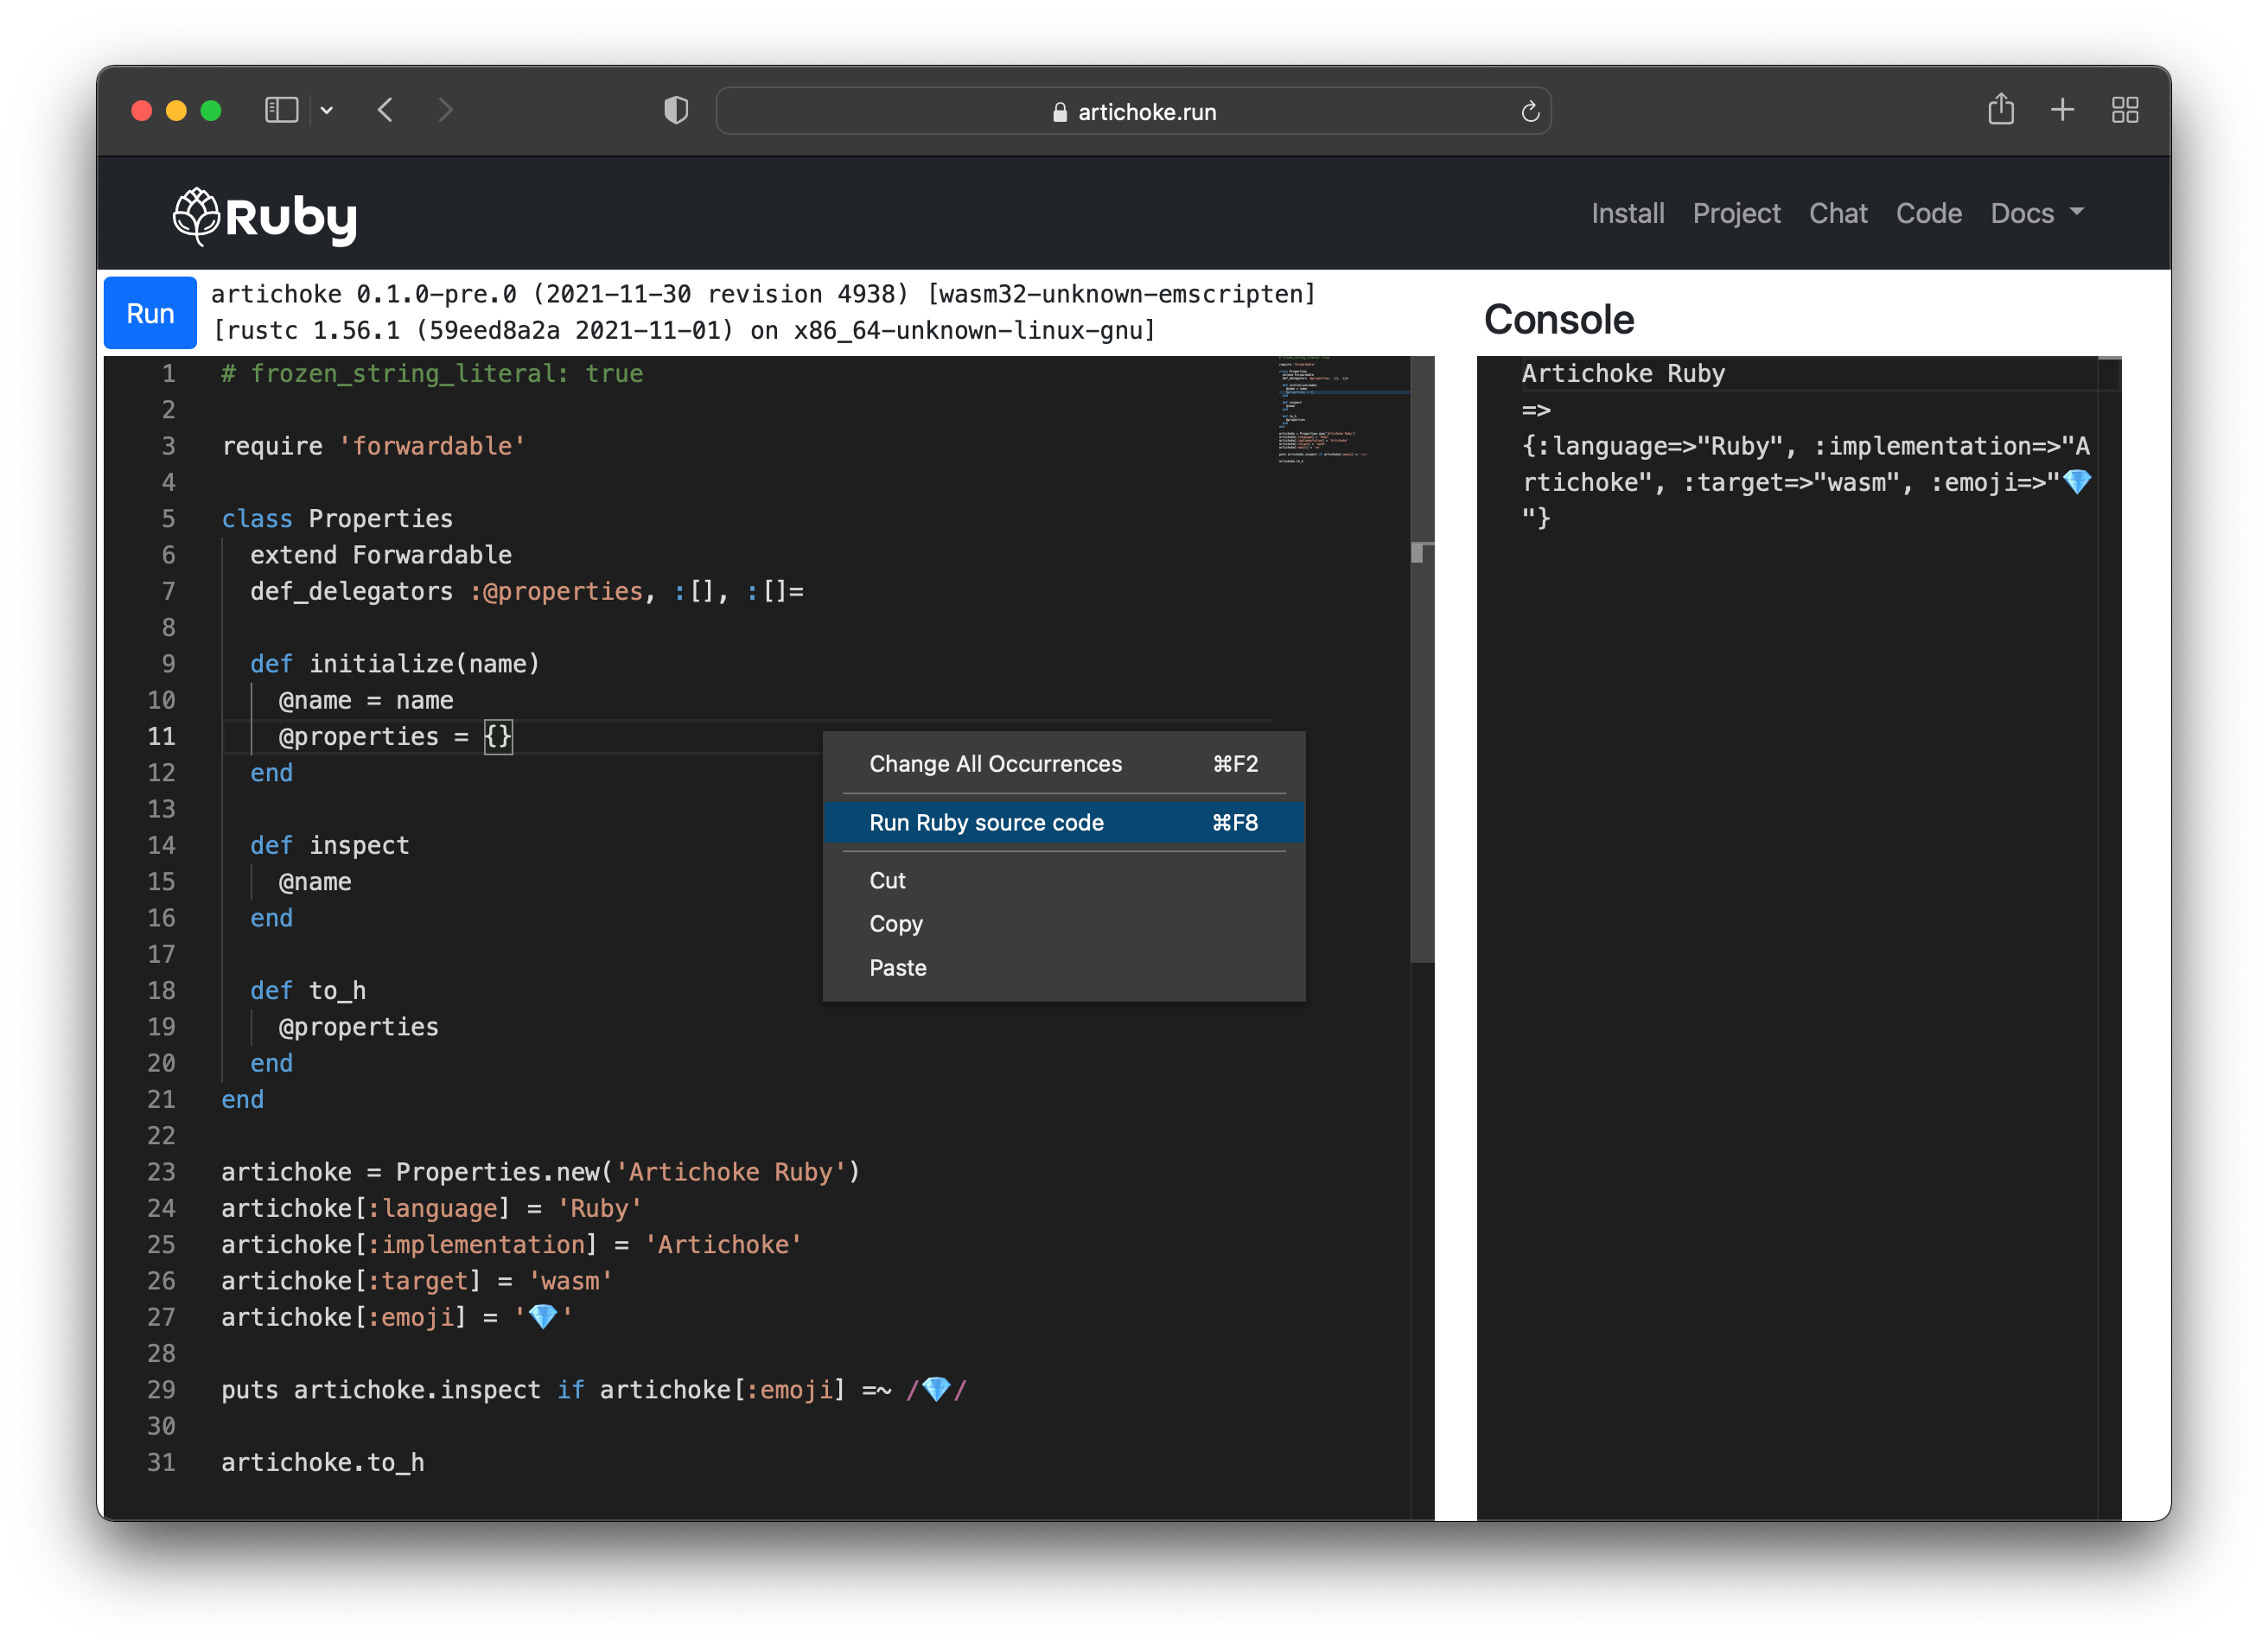 artichoke.run
Ruby
Install Project Chat Code Docs
Run
artichoke 0.1.0-pre.0 (2021-11-30 revision 4938) [wasm32-unknown-emscripten]
[rustc 1.56.1 (59eed8a2a 2021-11-01) on x86_64-unknown-linux-gnu]
1 # frozen_string_literal: true
2
3 require 'forwardable'
4
5 class Properties
6   extend Forwardable
7   def_delegators :@properties, :[], :[]=
8
9   def initialize(name)
10     @name = name
11     @properties = {}
12   end
13
14   def inspect
15     @name
16   end
17
18   def to_h
19     @properties
20   end
21 end
22
23 artichoke = Properties.new('Artichoke Ruby')
24 artichoke[:language] = 'Ruby'
25 artichoke[:implementation] = 'Artichoke'
26 artichoke[:target] = 'wasm'
27 artichoke[:emoji] = '💎'
28
29 puts artichoke.inspect if artichoke[:emoji] =~ /💎/
30
31 artichoke.to_h
Change All Occurrences ⌘F2
Run Ruby source code ⌘F8
Cut
Copy
Paste
Console
Artichoke Ruby
=>
{:language=>"Ruby", :implementation=>"A
rtichoke", :target=>"wasm", :emoji=>"💎
"}